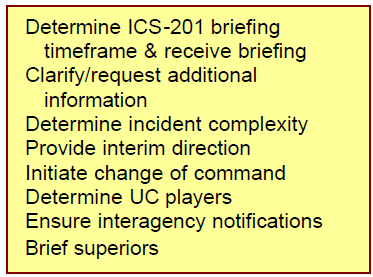 Determine ICS-201 briefing
timeframe & receive briefing
Clarify/request additional
information
Determine incident complexity
Provide interim direction
Initiate change of command
Determine UC players
Ensure interagency notifications
Brief superiors